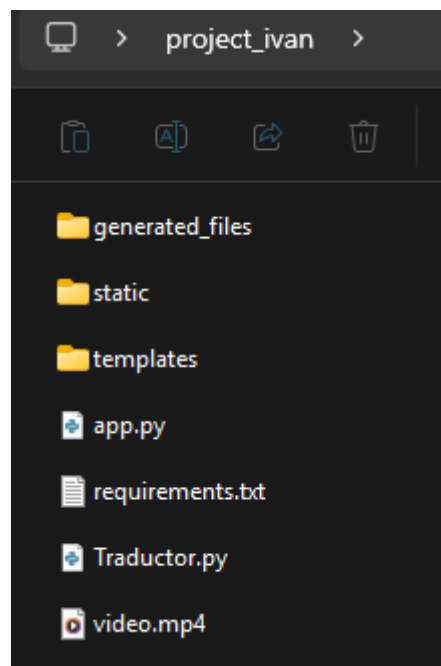 project_ivan
generated_files
static
templates
app.py
requirements.txt
Traductor.py
video.mp4